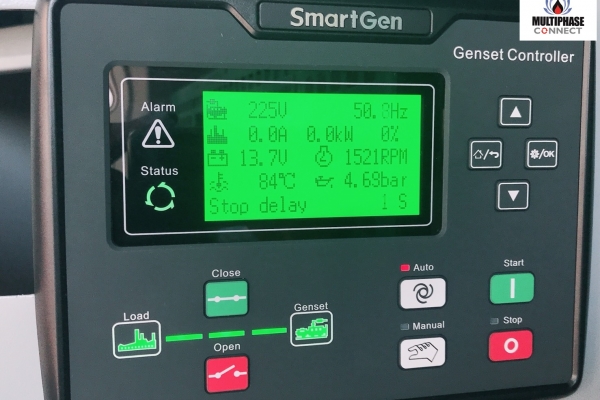 SmartGen
MULTIPHASE
CONNECT
Genset Controller
Alarm
Status
225V 50.8Hz
0.0A 0.0kW 0%
13.7V 1521RPM
84℃ 4.69bar
Stop delay 1 S
⚙/OK
Close
Load
Genset
Open
Auto
Start
Manual
Stop